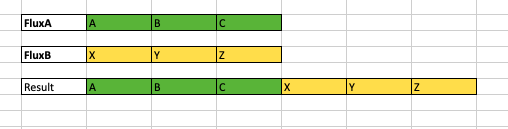 FluxA A B C
FluxB X Y Z
Result A B C X Y Z